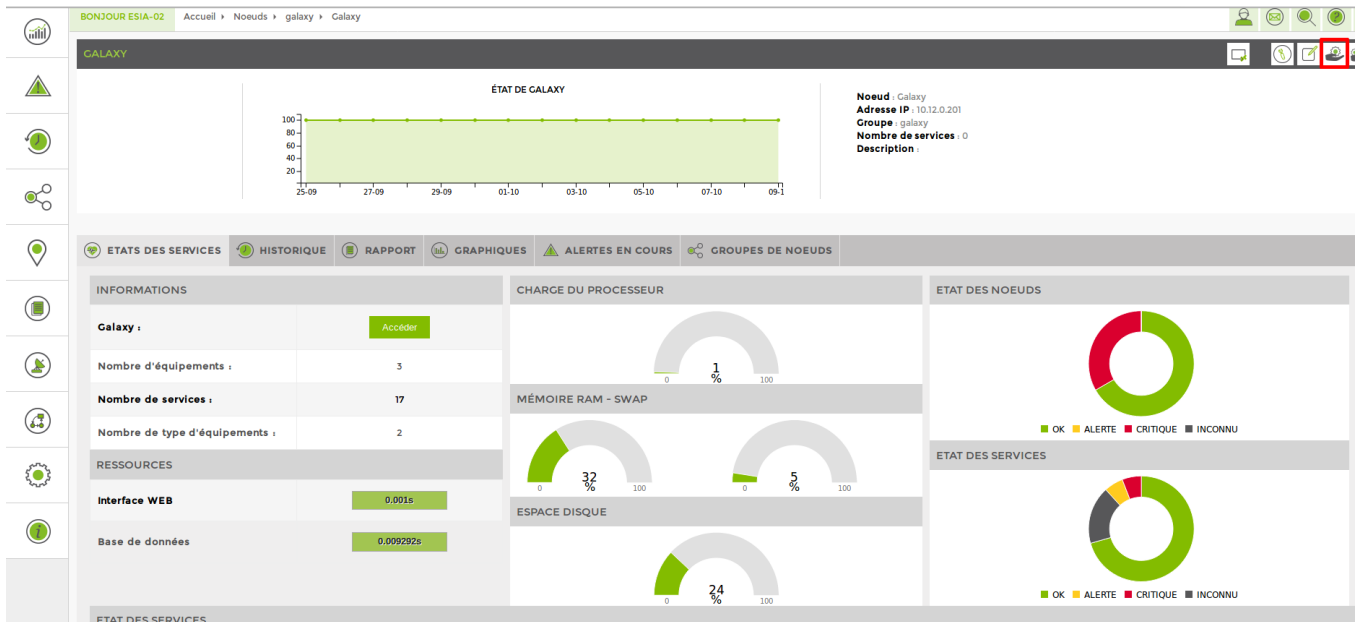 BONJOUR ESIA-02
Accueil › Noeuds › galaxy › Galaxy
GALAXY
ÉTAT DE GALAXY
100
80
60
40
20
25-09
27-09
29-09
01-10
03-10
05-10
07-10
09-1
Noeud : Galaxy
Adresse IP : 10.12.0.201
Groupe : galaxy
Nombre de services : 0
Description :
ETATS DES SERVICES
HISTORIQUE
RAPPORT
GRAPHIQUES
ALERTES EN COURS
GROUPES DE NOEUDS
INFORMATIONS
Galaxy :
Accéder
Nombre d'équipements :
3
Nombre de services :
17
Nombre de type d'équipements :
2
RESSOURCES
Interface WEB
0.001s
Base de données
0.009292s
CHARGE DU PROCESSEUR
1
%
0
100
MÉMOIRE RAM - SWAP
32
%
0
100
5
%
0
100
ESPACE DISQUE
24
%
0
100
ETAT DES NOEUDS
OK
ALERTE
CRITIQUE
INCONNU
ETAT DES SERVICES
OK
ALERTE
CRITIQUE
INCONNU
ETAT DES SERVICES